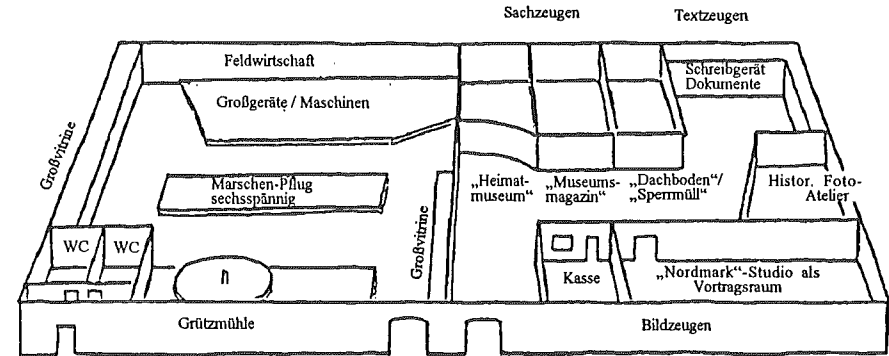 Sachzeugen
Textzeugen
Feldwirtschaft
Schreibgerät
Dokumente
Großgeräte / Maschinen
Großvitrine
Marschen-Pflug
sechsspännig
Großvitrine
„Heimat-
museum“
„Museums-
magazin“
„Dachboden“/
„Sperrmüll“
Histor. Foto-
Atelier
WC
WC
Kasse
„Nordmark“-Studio als
Vortragsraum
Grützmühle
Bildzeugen